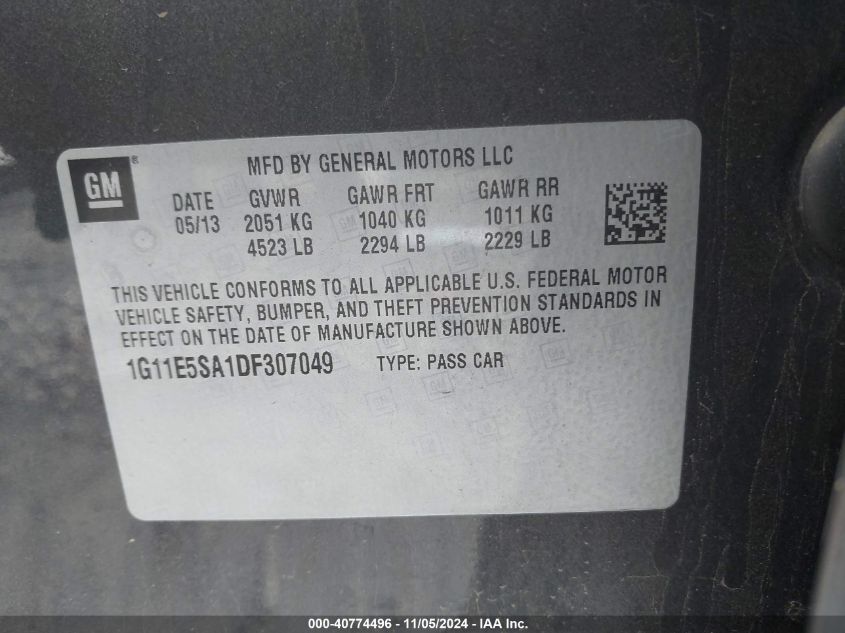 GM ® MFD BY GENERAL MOTORS LLC
DATE GVWR GAWR FRT GAWR RR
05/13 2051 KG 1040 KG 1011 KG
4523 LB 2294 LB 2229 LB
THIS VEHICLE CONFORMS TO ALL APPLICABLE U.S. FEDERAL MOTOR
VEHICLE SAFETY, BUMPER, AND THEFT PREVENTION STANDARDS IN
EFFECT ON THE DATE OF MANUFACTURE SHOWN ABOVE.
1G11E5SA1DF307049 TYPE: PASS CAR
000-40774496 - 11/05/2024 - IAA Inc.